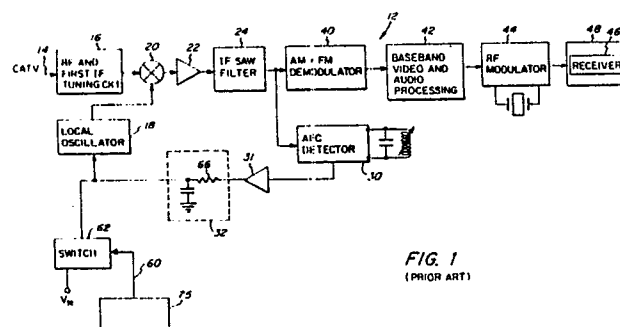 12
14
16
20
22
24
40
42
44
48
46
CATV
RF AND
FIRST IF
TUNING CKT
IF SAW
FILTER
AM - FM
DEMODULATOR
BASEBAND
VIDEO AND
AUDIO
PROCESSING
RF
MODULATOR
RECEIVER
LOCAL
OSCILLATOR
18
AFC
DETECTOR
30
31
66
32
62
SWITCH
60
75
FIG. 1
(PRIOR ART)